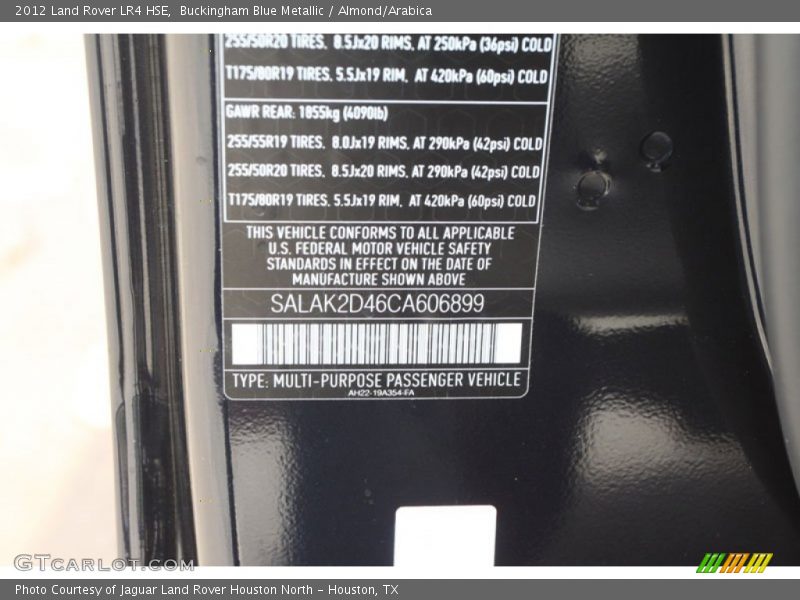 2012 Land Rover LR4 HSE,  Buckingham Blue Metallic / Almond/Arabica
255/50R20 TIRES,  8.5Jx20 RIMS, AT 250kPa (36psi) COLD
T175/80R19 TIRES, 5.5Jx19 RIM,  AT 420kPa (60psi) COLD
GAWR REAR: 1855kg (4090lb)
255/55R19 TIRES,  8.0Jx19 RIMS, AT 290kPa (42psi) COLD
255/50R20 TIRES,  8.5Jx20 RIMS, AT 290kPa (42psi) COLD
T175/80R19 TIRES, 5.5Jx19 RIM,  AT 420kPa (60psi) COLD
THIS VEHICLE CONFORMS TO ALL APPLICABLE
U.S. FEDERAL MOTOR VEHICLE SAFETY
STANDARDS IN EFFECT ON THE DATE OF
MANUFACTURE SHOWN ABOVE
SALAK2D46CA606899
TYPE: MULTI-PURPOSE PASSENGER VEHICLE
AH22-19A354-FA
GTCARLOT.COM
Photo Courtesy of Jaguar Land Rover Houston North – Houston, TX